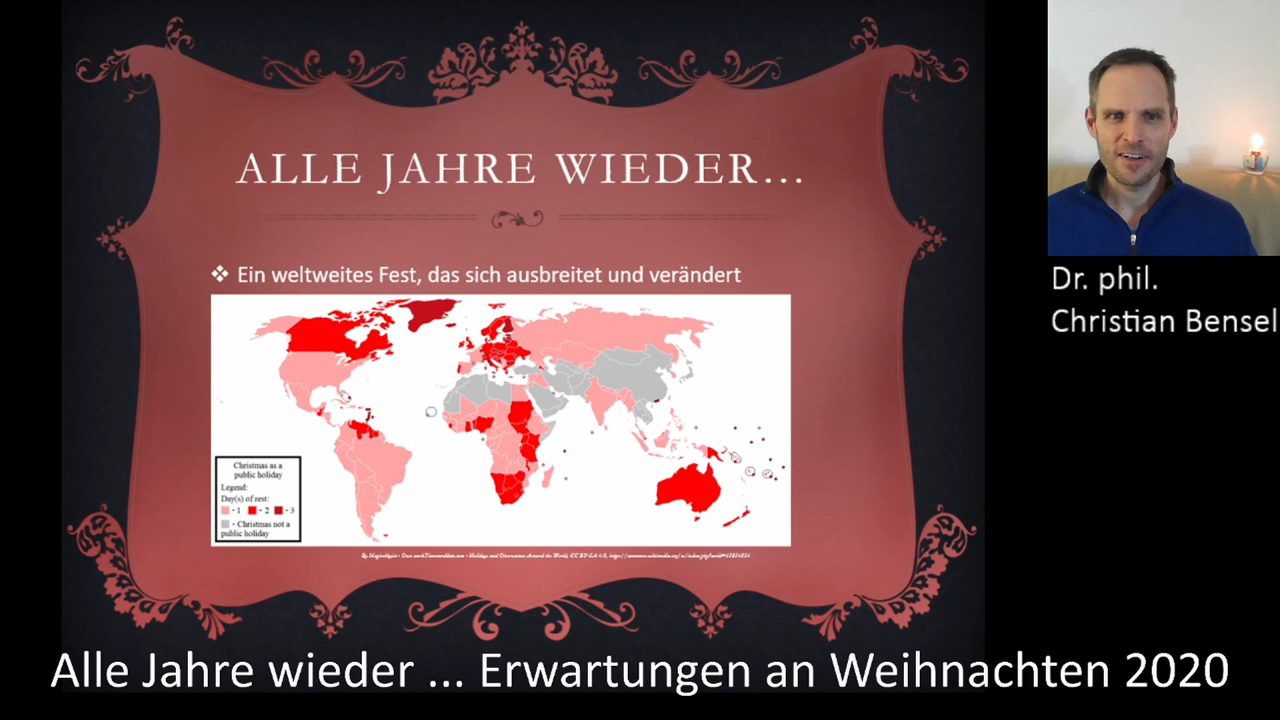 ALLE JAHRE WIEDER...
❖ Ein weltweites Fest, das sich ausbreitet und verändert
Christmas as a
public holiday
Legend:
Day(s) of rest:
- 1 - 2 - 3
- Christmas not a
public holiday
Dr. phil.
Christian Bensel
Alle Jahre wieder ... Erwartungen an Weihnachten 2020